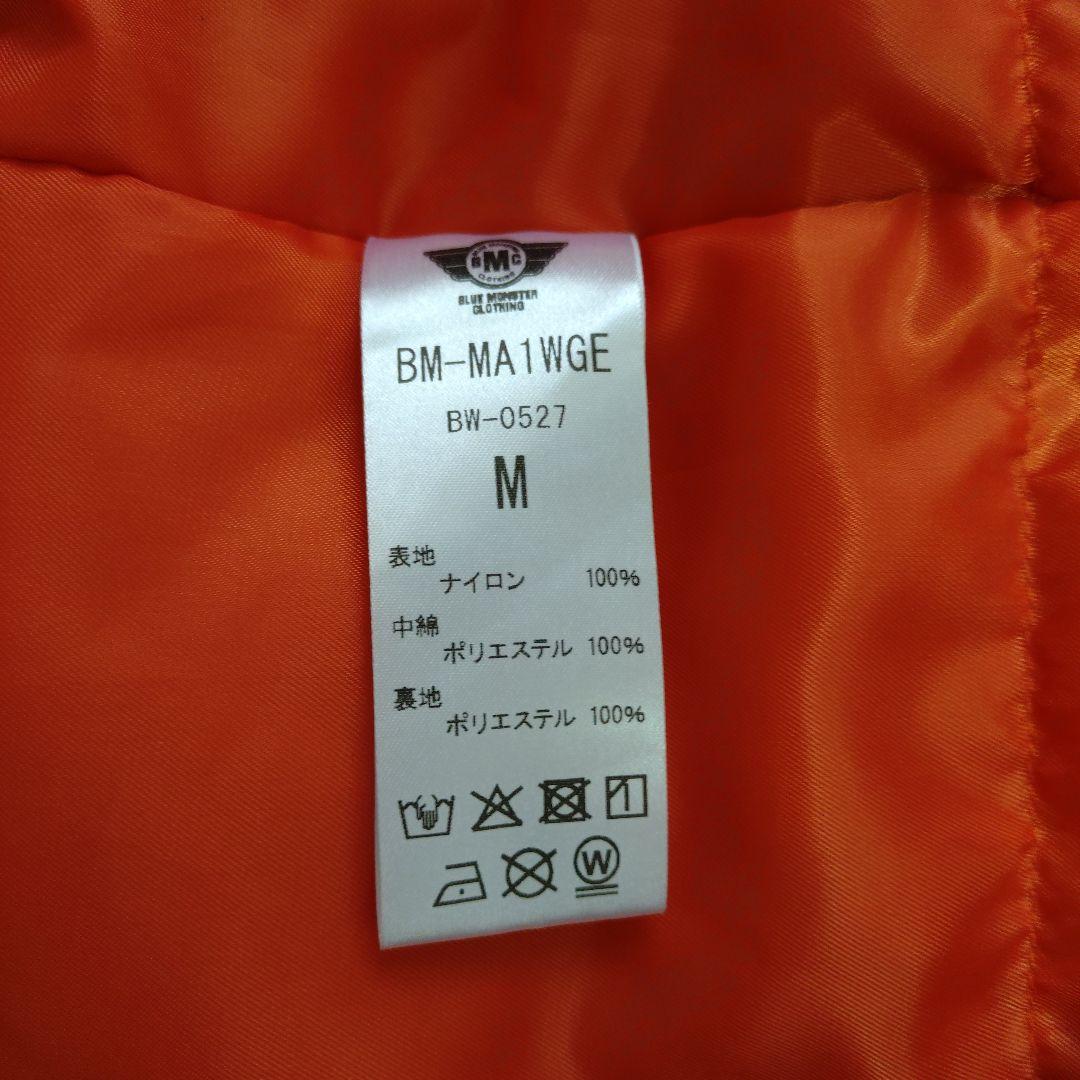 BMC
CLOTHING
BLUE MONSTER
CLOTHING
BM-MA1WGE
BW-0527
M
表地
ナイロン 100%
中綿
ポリエステル 100%
裏地
ポリエステル 100%
W